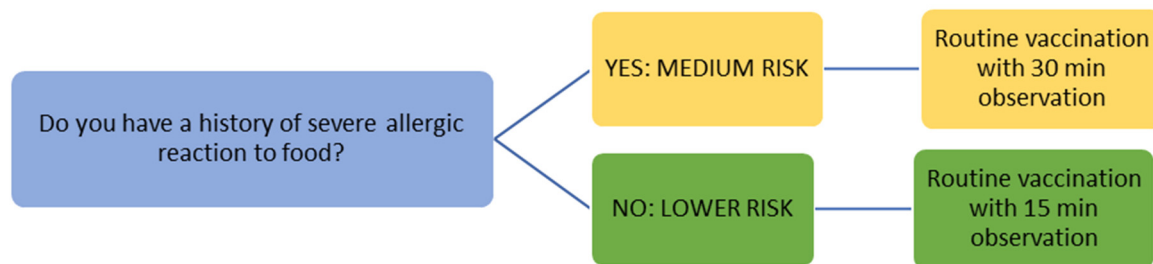 Do you have a history of severe allergic
reaction to food?
YES: MEDIUM RISK
Routine vaccination
with 30 min
observation
NO: LOWER RISK
Routine vaccination
with 15 min
observation